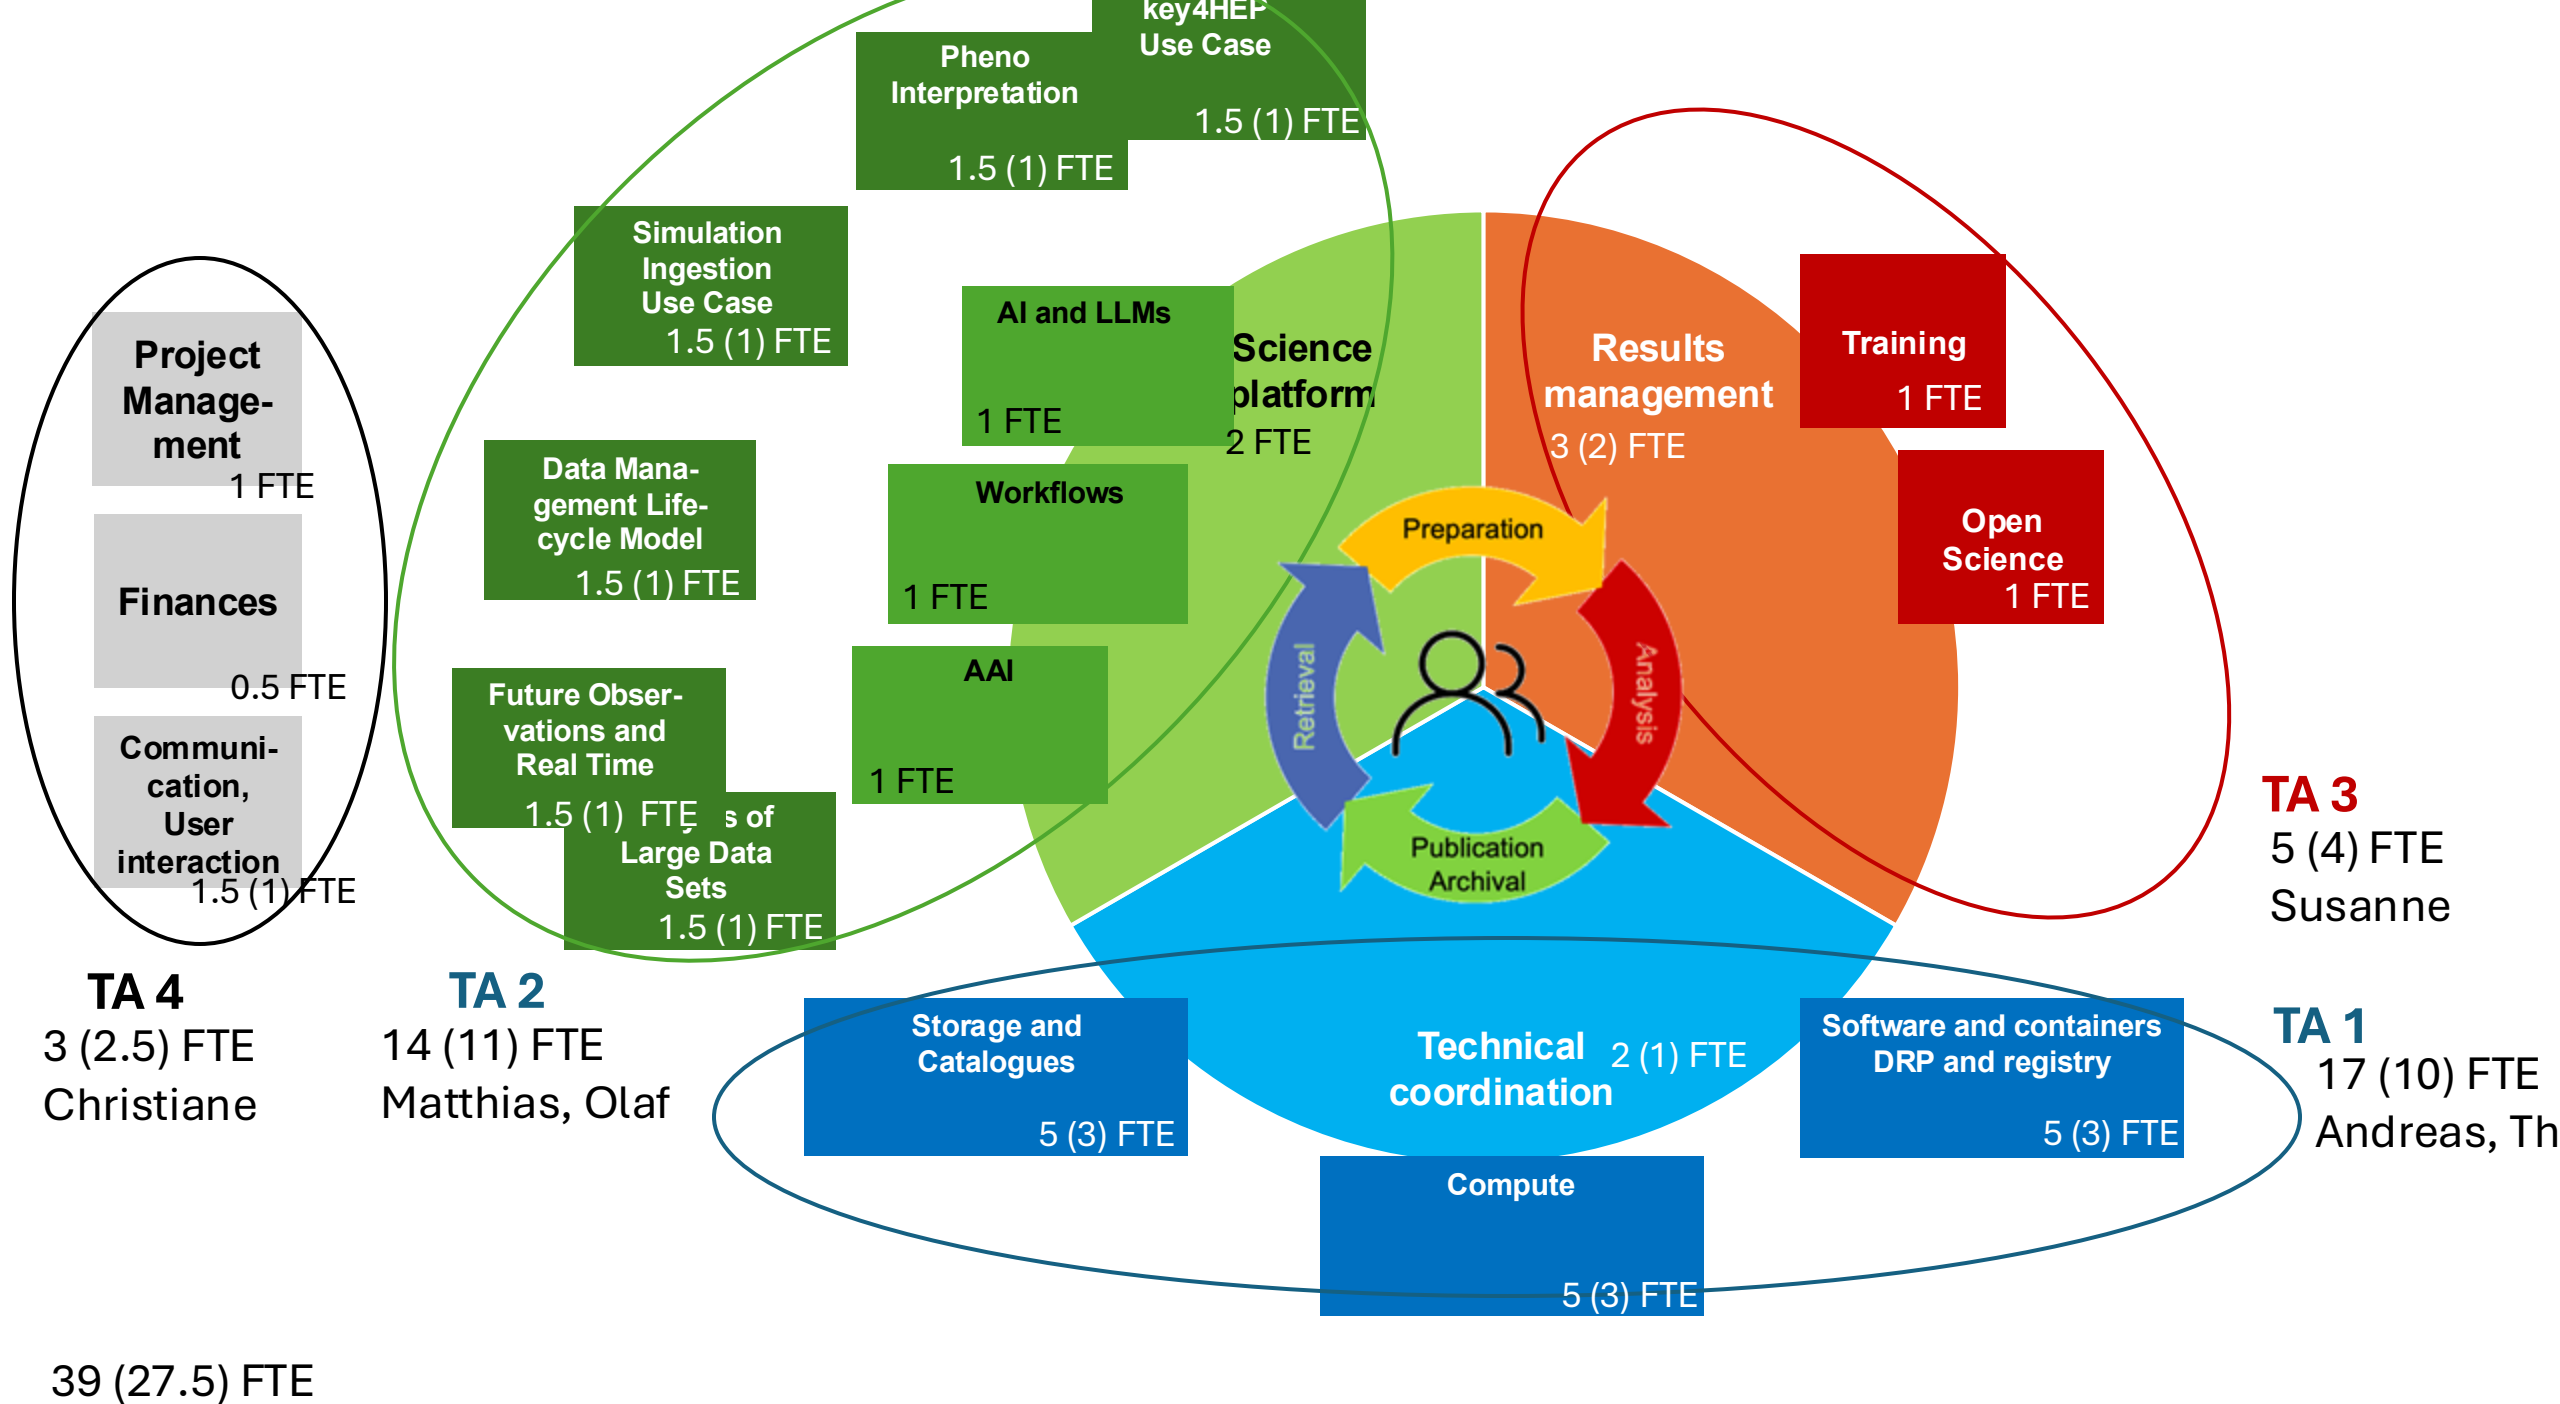 key4HEP
Use Case
1.5 (1) FTE
Pheno
Interpretation
1.5 (1) FTE
Simulation
Ingestion
Use Case
1.5 (1) FTE
Data Mana-
gement Life-
cycle Model
1.5 (1) FTE
Future Obser-
vations and
Real Time
1.5 (1) FTE
s of
Large Data
Sets
1.5 (1) FTE
AI and LLMs
1 FTE
Workflows
1 FTE
AAI
1 FTE
Science
platform
2 FTE
Results
management
3 (2) FTE
Training
1 FTE
Open
Science
1 FTE
Preparation
Analysis
Publication
Archival
Retrieval
Project
Manage-
ment
1 FTE
Finances
0.5 FTE
Communi-
cation,
User
interaction
1.5 (1) FTE
TA 4
3 (2.5) FTE
Christiane
TA 2
14 (11) FTE
Matthias, Olaf
Storage and
Catalogues
5 (3) FTE
Technical
coordination
2 (1) FTE
Compute
5 (3) FTE
Software and containers
DRP and registry
5 (3) FTE
TA 3
5 (4) FTE
Susanne
TA 1
17 (10) FTE
Andreas, Th
39 (27.5) FTE